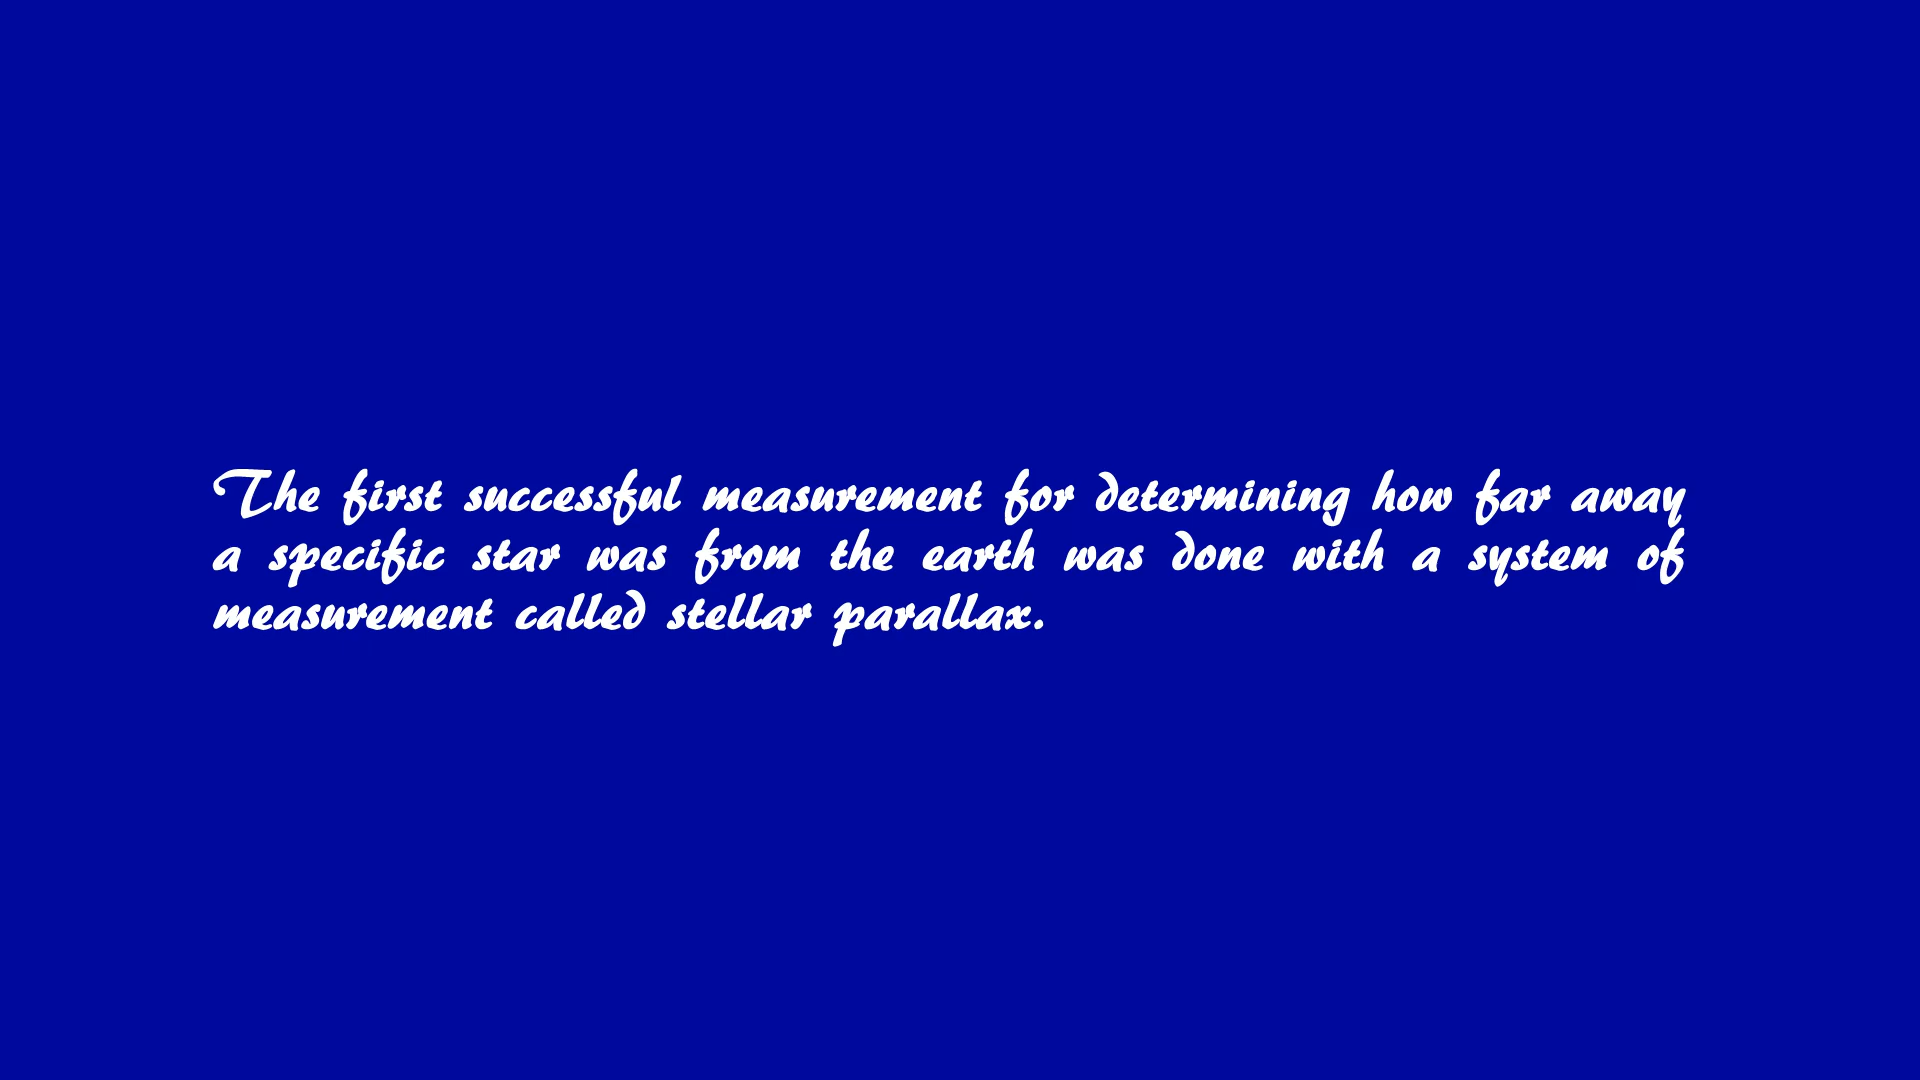 The first successful measurement for determining how far away
a specific star was from the earth was done with a system of
measurement called stellar parallax.